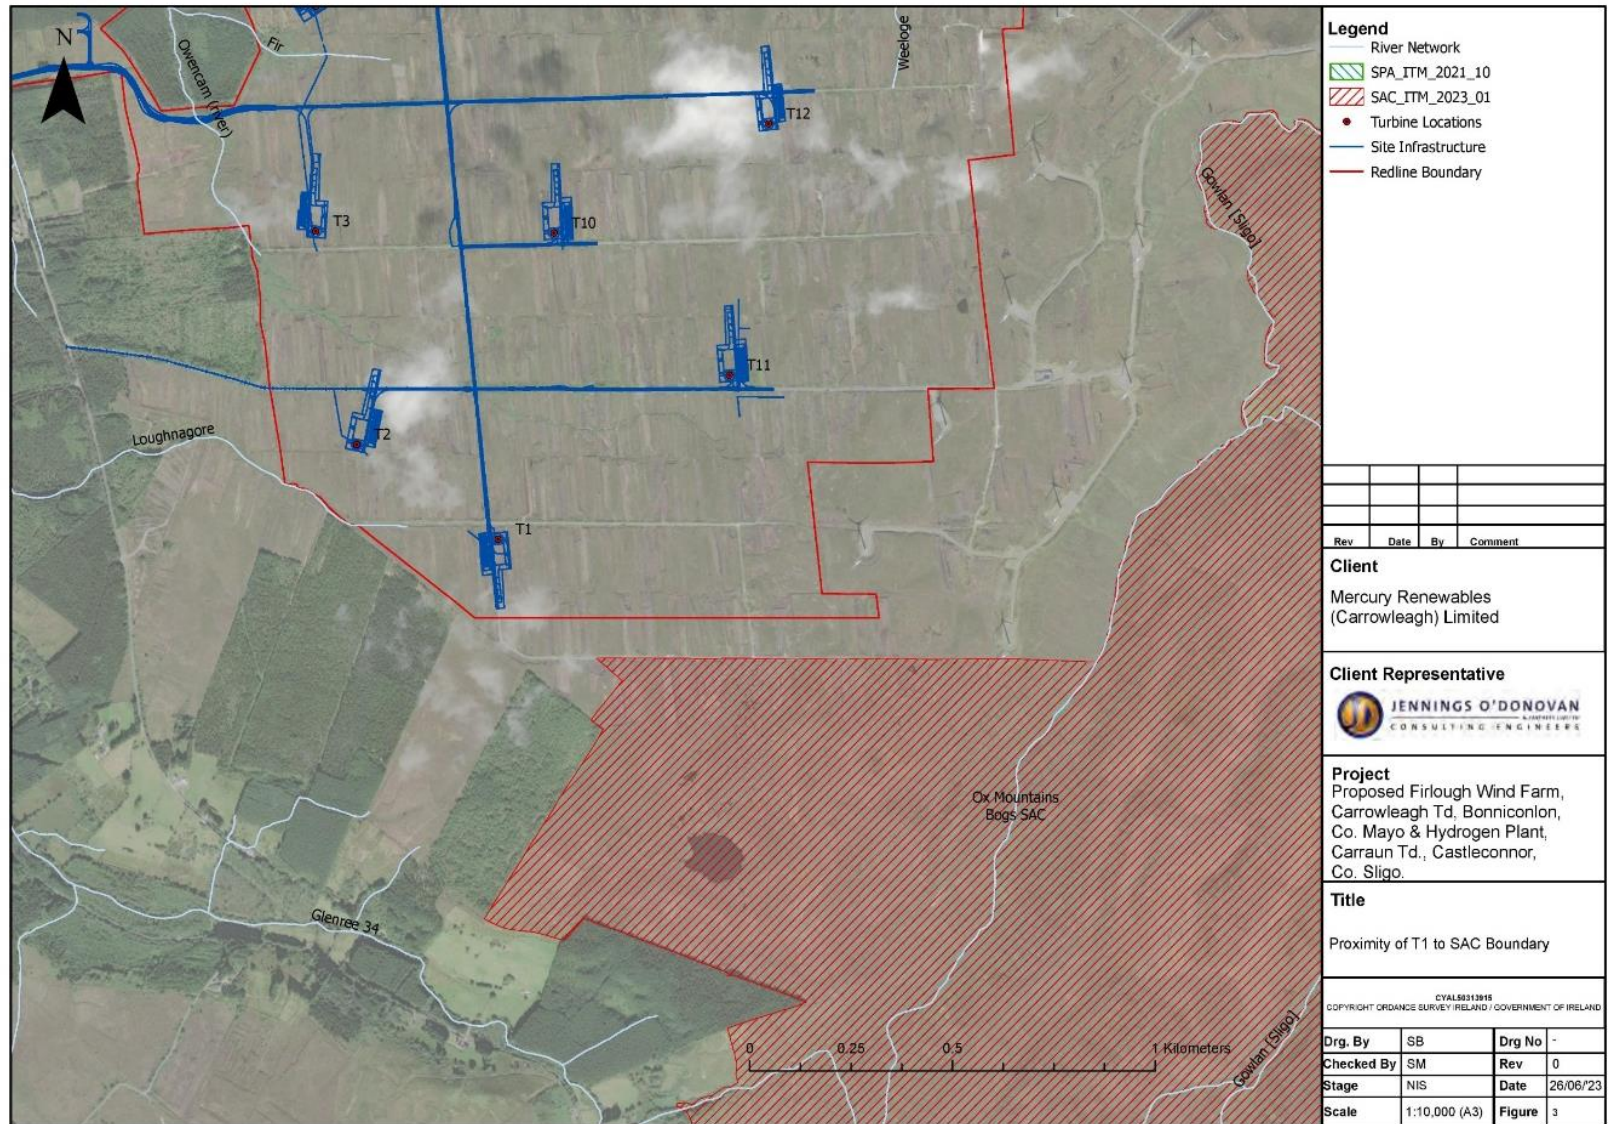 N
Owencam (river)
Fir
Weeloge
T12
T3
T10
Gowlan [Sligo]
T11
T2
Loughnagore
T1
Ox Mountains
Bogs SAC
Glenree 34
Gowlan [Sligo]
0 0.25 0.5 1 Kilometers
Legend
River Network
SPA_ITM_2021_10
SAC_ITM_2023_01
Turbine Locations
Site Infrastructure
Redline Boundary
Rev Date By Comment
Client
Mercury Renewables
(Carrowleagh) Limited
Client Representative
JENNINGS O'DONOVAN
& PARTNERS LIMITED
CONSULTING ENGINEERS
Project
Proposed Firlough Wind Farm,
Carrowleagh Td, Bonniconlon,
Co. Mayo & Hydrogen Plant,
Carraun Td., Castleconnor,
Co. Sligo.
Title
Proximity of T1 to SAC Boundary
CYAL50313915
COPYRIGHT ORDANCE SURVEY IRELAND / GOVERNMENT OF IRELAND
Drg. By SB Drg No -
Checked By SM Rev 0
Stage NIS Date 26/06/'23
Scale 1:10,000 (A3) Figure 3